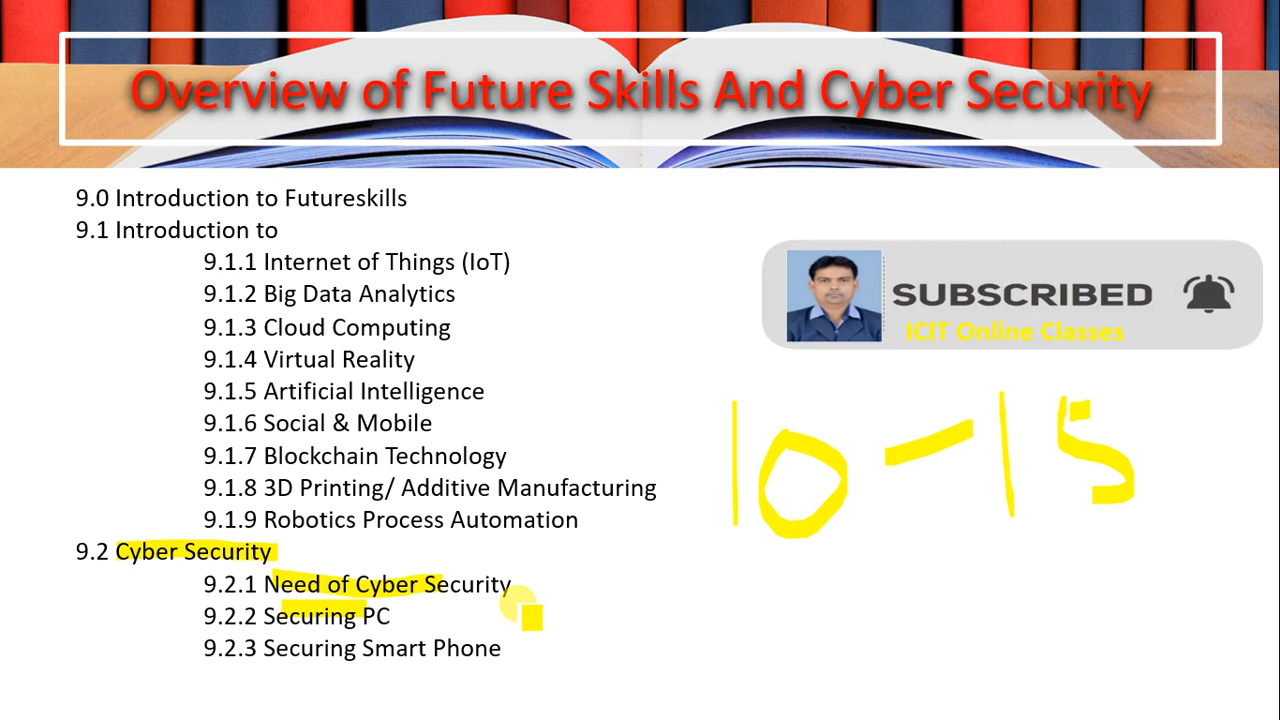 Overview of Future Skills And Cyber Security
9.0 Introduction to Futureskills
9.1 Introduction to
9.1.1 Internet of Things (IoT)
9.1.2 Big Data Analytics
9.1.3 Cloud Computing
9.1.4 Virtual Reality
9.1.5 Artificial Intelligence
9.1.6 Social & Mobile
9.1.7 Blockchain Technology
9.1.8 3D Printing/ Additive Manufacturing
9.1.9 Robotics Process Automation
9.2 Cyber Security
9.2.1 Need of Cyber Security
9.2.2 Securing PC
9.2.3 Securing Smart Phone
SUBSCRIBED
ICIT Online Classes
10-15